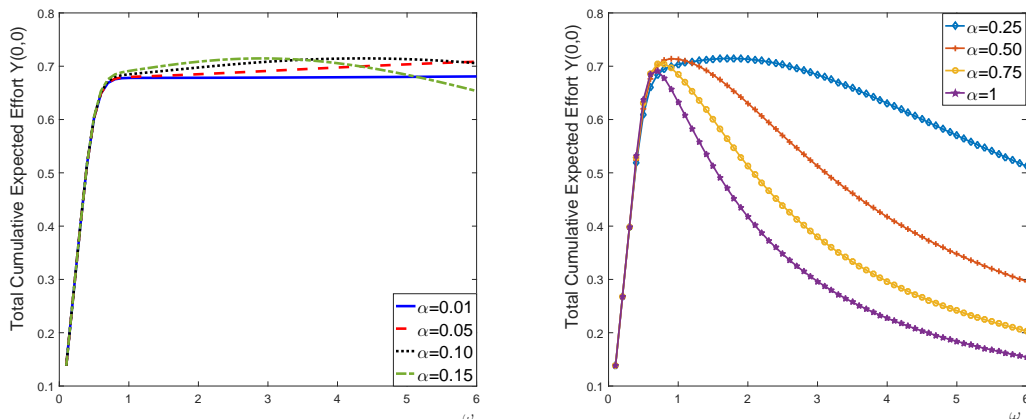 Total Cumulative Expected Effort Y(0,0)
0.8
0.7
0.6
0.5
0.4
0.3
0.2
0.1
0 1 2 3 4 5 6
α=0.01
α=0.05
α=0.10
α=0.15
Total Cumulative Expected Effort Y(0,0)
0.8
0.7
0.6
0.5
0.4
0.3
0.2
0.1
0 1 2 3 4 5 6
α=0.25
α=0.50
α=0.75
α=1